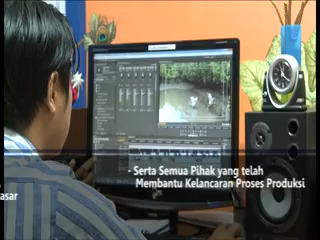 - Serta Semua Pihak yang telah
Membantu Kelancaran Proses Produksi
asar